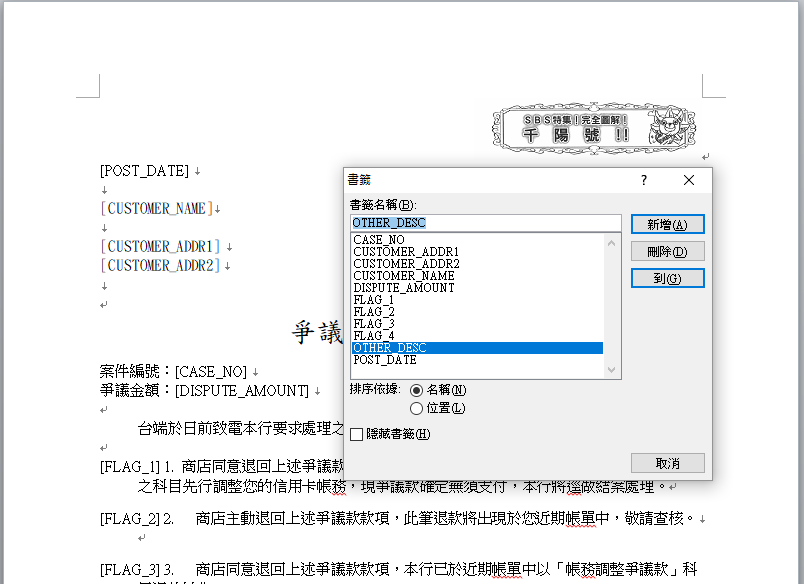 SBS特集!完全圖解!
千陽號!!
[POST_DATE]
[CUSTOMER_NAME]
[CUSTOMER_ADDR1]
[CUSTOMER_ADDR2]
爭議
案件編號：[CASE_NO]
爭議金額：[DISPUTE_AMOUNT]
台端於日前致電本行要求處理之
[FLAG_1] 1. 商店同意退回上述爭議款
之科目先行調整您的信用卡帳務，現爭議款確定無須支付，本行將逕做結案處理。
[FLAG_2] 2. 商店主動退回上述爭議款款項，此筆退款將出現於您近期帳單中，敬請查核。
[FLAG_3] 3. 商店同意退回上述爭議款款項，本行已於近期帳單中以「帳務調整爭議款」科
書籤
?
書籤名稱(B):
OTHER_DESC
CASE_NO
CUSTOMER_ADDR1
CUSTOMER_ADDR2
CUSTOMER_NAME
DISPUTE_AMOUNT
FLAG_1
FLAG_2
FLAG_3
FLAG_4
OTHER_DESC
POST_DATE
新增(A)
刪除(D)
到(G)
排序依據:
名稱(N)
位置(L)
隱藏書籤(H)
取消